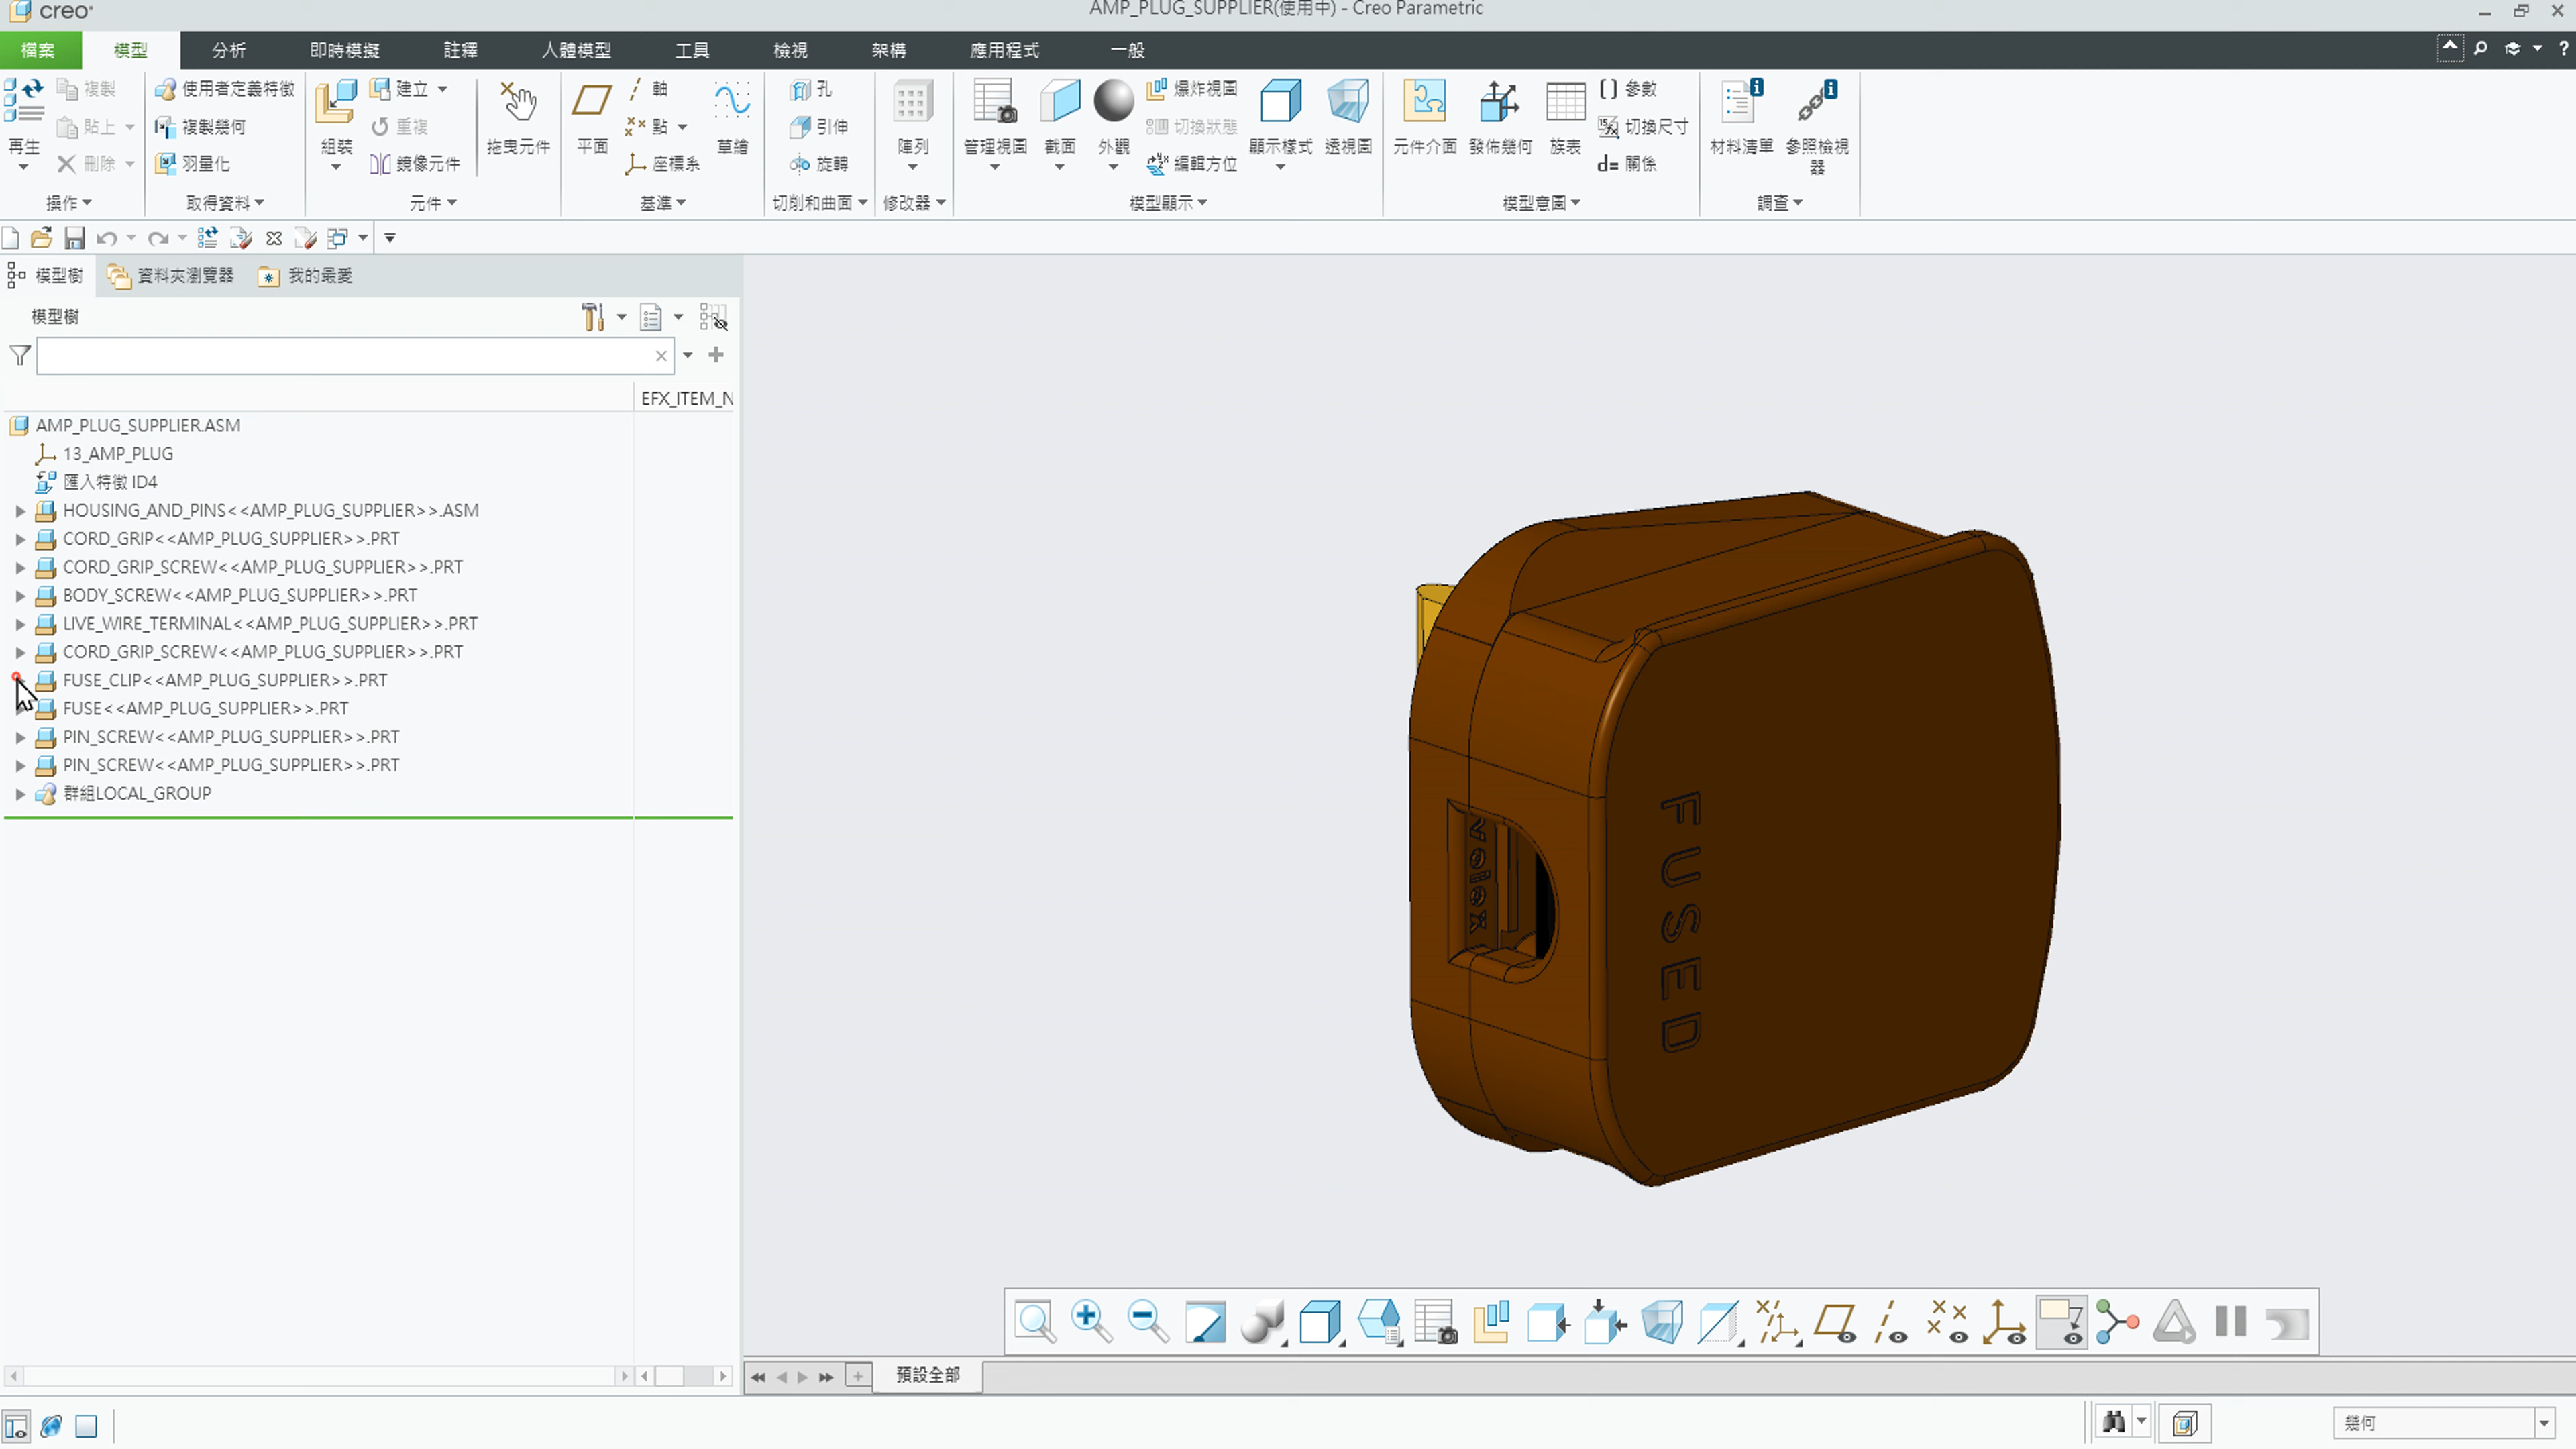 creo
AMP_PLUG_SUPPLIER(使用中) - Creo Parametric
檔案 模型 分析 即時模擬 註釋 人體模型 工具 檢視 架構 應用程式 一般
再生
複製
貼上
刪除
操作
使用者定義特徵
複製幾何
羽量化
取得資料
組裝
建立
重複
鏡像元件
拖曳元件
元件
平面
軸
點
座標系
草繪
基準
孔
引伸
旋轉
切削和曲面
陣列
修改器
管理視圖
截面
外觀
爆炸視圖
切換狀態
編輯方位
顯示樣式
透視圖
模型顯示
元件介面
發佈幾何
族表
參數
切換尺寸
d= 關係
模型意圖
材料清單
參照檢視器
調查
模型樹 資料夾瀏覽器 我的最愛
模型樹
EFX_ITEM_N
AMP_PLUG_SUPPLIER.ASM
13_AMP_PLUG
匯入特徵 ID4
HOUSING_AND_PINS<<AMP_PLUG_SUPPLIER>>.ASM
CORD_GRIP<<AMP_PLUG_SUPPLIER>>.PRT
CORD_GRIP_SCREW<<AMP_PLUG_SUPPLIER>>.PRT
BODY_SCREW<<AMP_PLUG_SUPPLIER>>.PRT
LIVE_WIRE_TERMINAL<<AMP_PLUG_SUPPLIER>>.PRT
CORD_GRIP_SCREW<<AMP_PLUG_SUPPLIER>>.PRT
FUSE_CLIP<<AMP_PLUG_SUPPLIER>>.PRT
FUSE<<AMP_PLUG_SUPPLIER>>.PRT
PIN_SCREW<<AMP_PLUG_SUPPLIER>>.PRT
PIN_SCREW<<AMP_PLUG_SUPPLIER>>.PRT
群組LOCAL_GROUP
volex
FUSED
預設全部
幾何